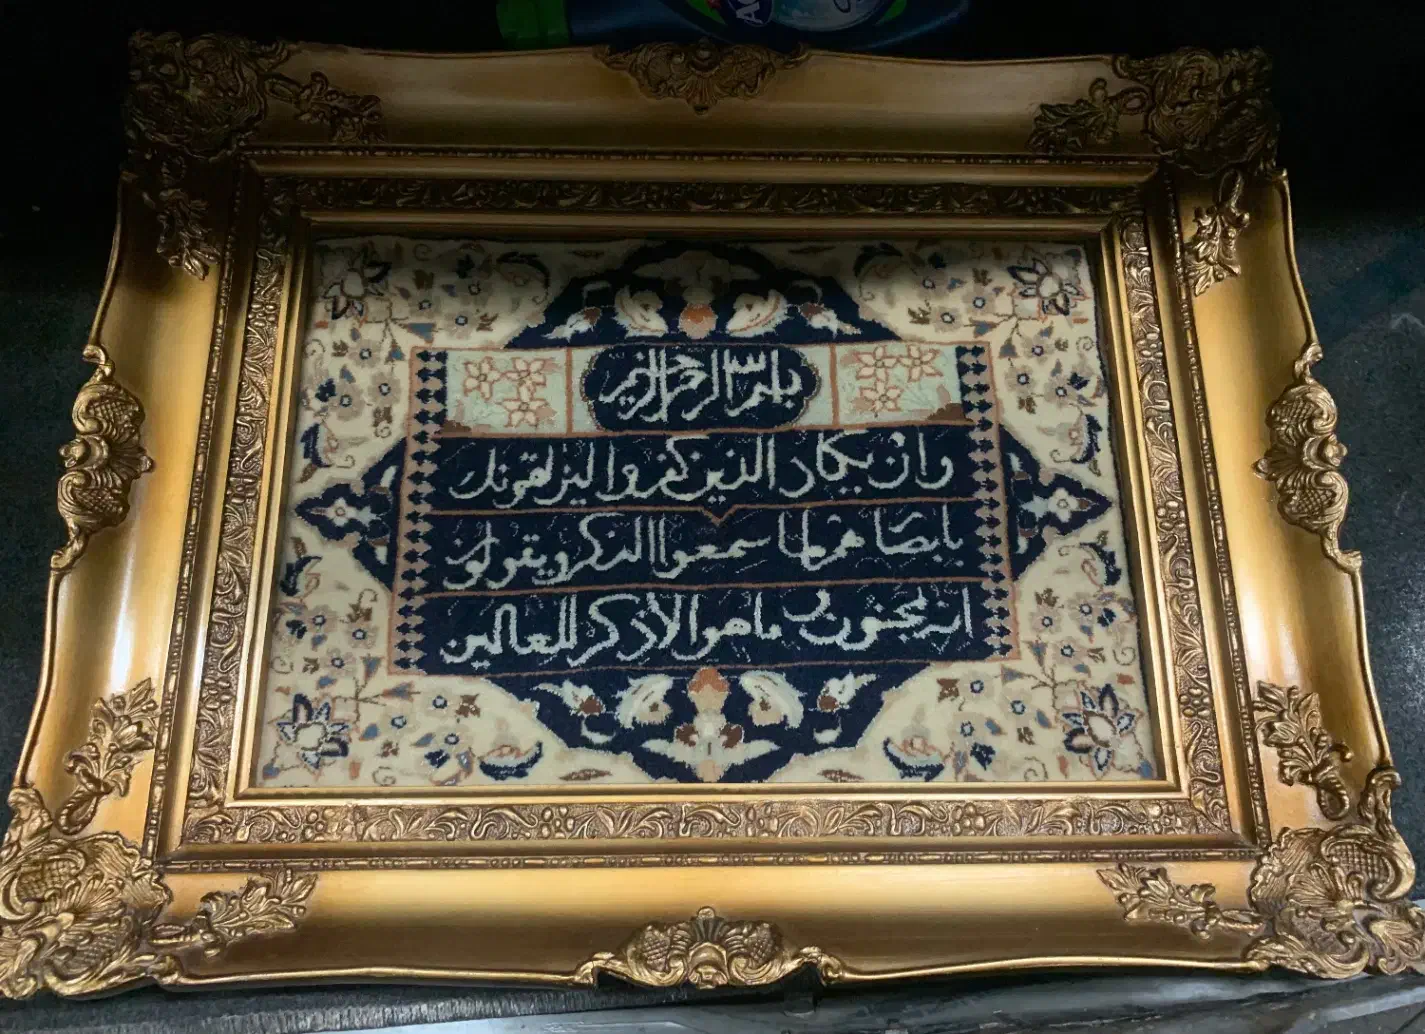 بسم الله الرحمن الرحيم
وان يكاد الذين كفروا ليزلقونك
بابصارهم لما سمعوا الذكر ويقولون
انه لمجنون وما هو الا ذكر للعالمين